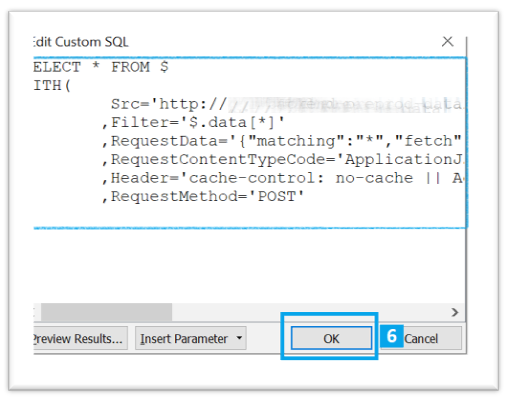 Edit Custom SQL
ELECT * FROM $
ITH(
Src='http://
,Filter='$.data[*]'
,RequestData='{"matching":"*","fetch"
,RequestContentTypeCode='ApplicationJ
,Header='cache-control: no-cache || A
,RequestMethod='POST'
Preview Results... Insert Parameter OK 6 Cancel